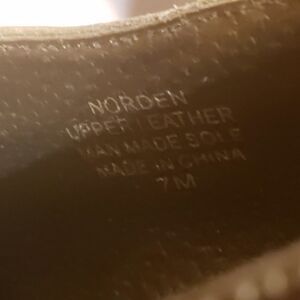 NORDEN
UPPER LEATHER
MAN MADE SOLE
MADE IN CHINA
7M